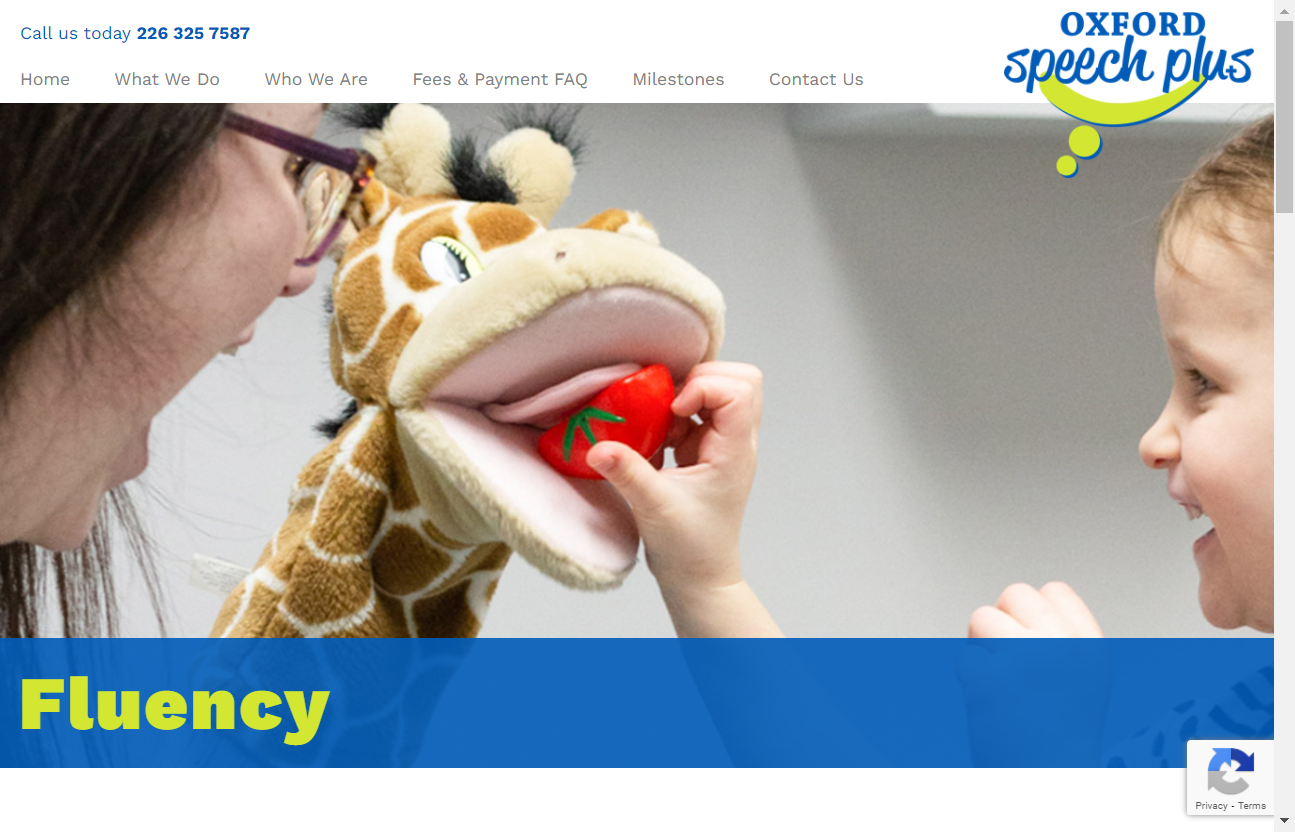 Call us today 226 325 7587
Home What We Do Who We Are Fees & Payment FAQ Milestones Contact Us
OXFORD
speech plus
Fluency
Privacy - Terms